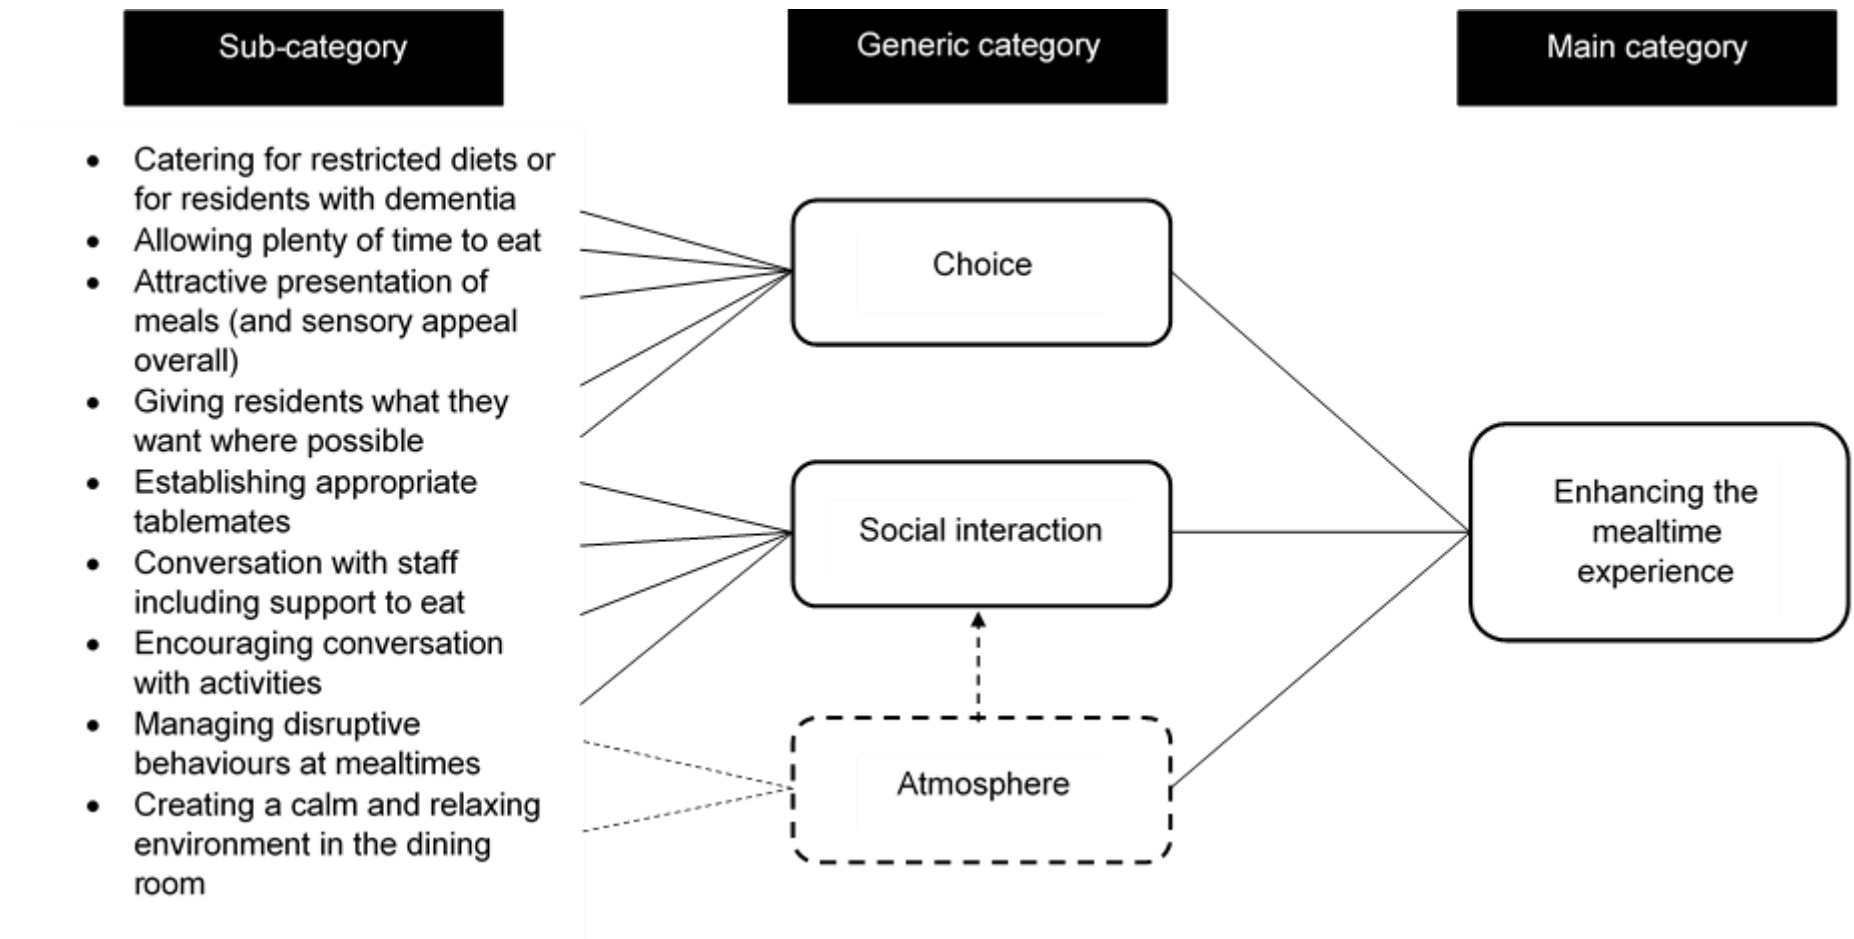 Sub-category
Generic category
Main category
• Catering for restricted diets or
for residents with dementia
• Allowing plenty of time to eat
• Attractive presentation of
meals (and sensory appeal
overall)
• Giving residents what they
want where possible
• Establishing appropriate
tablemates
• Conversation with staff
including support to eat
• Encouraging conversation
with activities
• Managing disruptive
behaviours at mealtimes
• Creating a calm and relaxing
environment in the dining
room
Choice
Social interaction
Atmosphere
Enhancing the
mealtime
experience